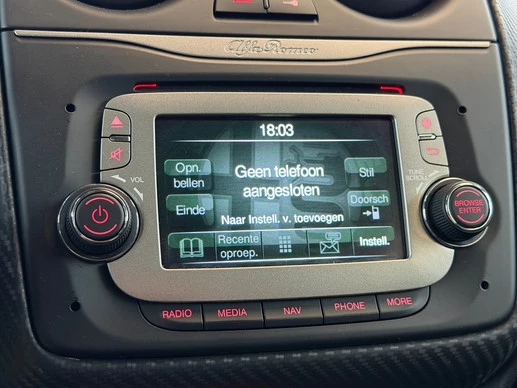 Alfa Romeo
18:03
Opn.
bellen
Geen telefoon
aangesloten
Stil
Einde
Naar Instell. v. toevoegen
Doorsch
Recente
oproep.
Instell.
VOL
TUNE
SCROLL
BROWSE
ENTER
RADIO
MEDIA
NAV
PHONE
MORE